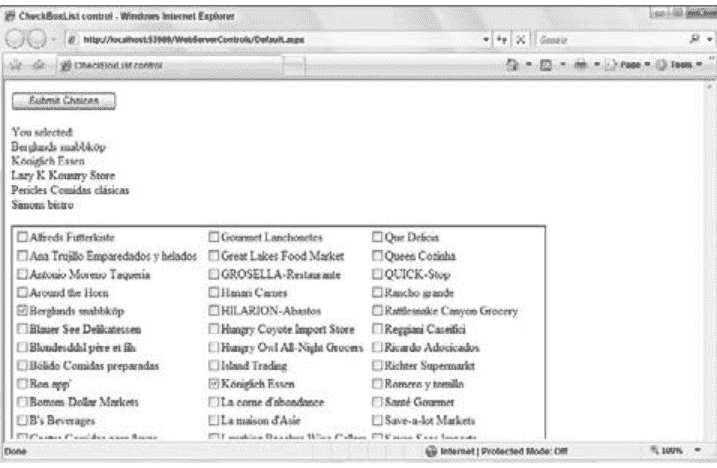 CheckBoxList control - Windows Internet Explorer
http://localhost:53989/WebServerControls/Default.aspx
Google
CheckBoxList control
Page
Tools
Submit Choices
You selected:
Berglunds snabbköp
Königlich Essen
Lazy K Kountry Store
Pericles Comidas clásicas
Simons bistro
Alfreds Futterkiste
Gourmet Lanchonetes
Que Delícia
Ana Trujillo Emparedados y helados
Great Lakes Food Market
Queen Cozinha
Antonio Moreno Taquería
GROSELLA-Restaurante
QUICK-Stop
Around the Horn
Hanari Carnes
Rancho grande
Berglunds snabbköp
HILARION-Abastos
Rattlesnake Canyon Grocery
Blauer See Delikatessen
Hungry Coyote Import Store
Reggiani Caseifici
Blondesddsl père et fils
Hungry Owl All-Night Grocers
Ricardo Adocicados
Bólido Comidas preparadas
Island Trading
Richter Supermarkt
Bon app'
Königlich Essen
Romero y tomillo
Bottom-Dollar Markets
La corne d'abondance
Santé Gourmet
B's Beverages
La maison d'Asie
Save-a-lot Markets
Done
Internet | Protected Mode: Off
100%